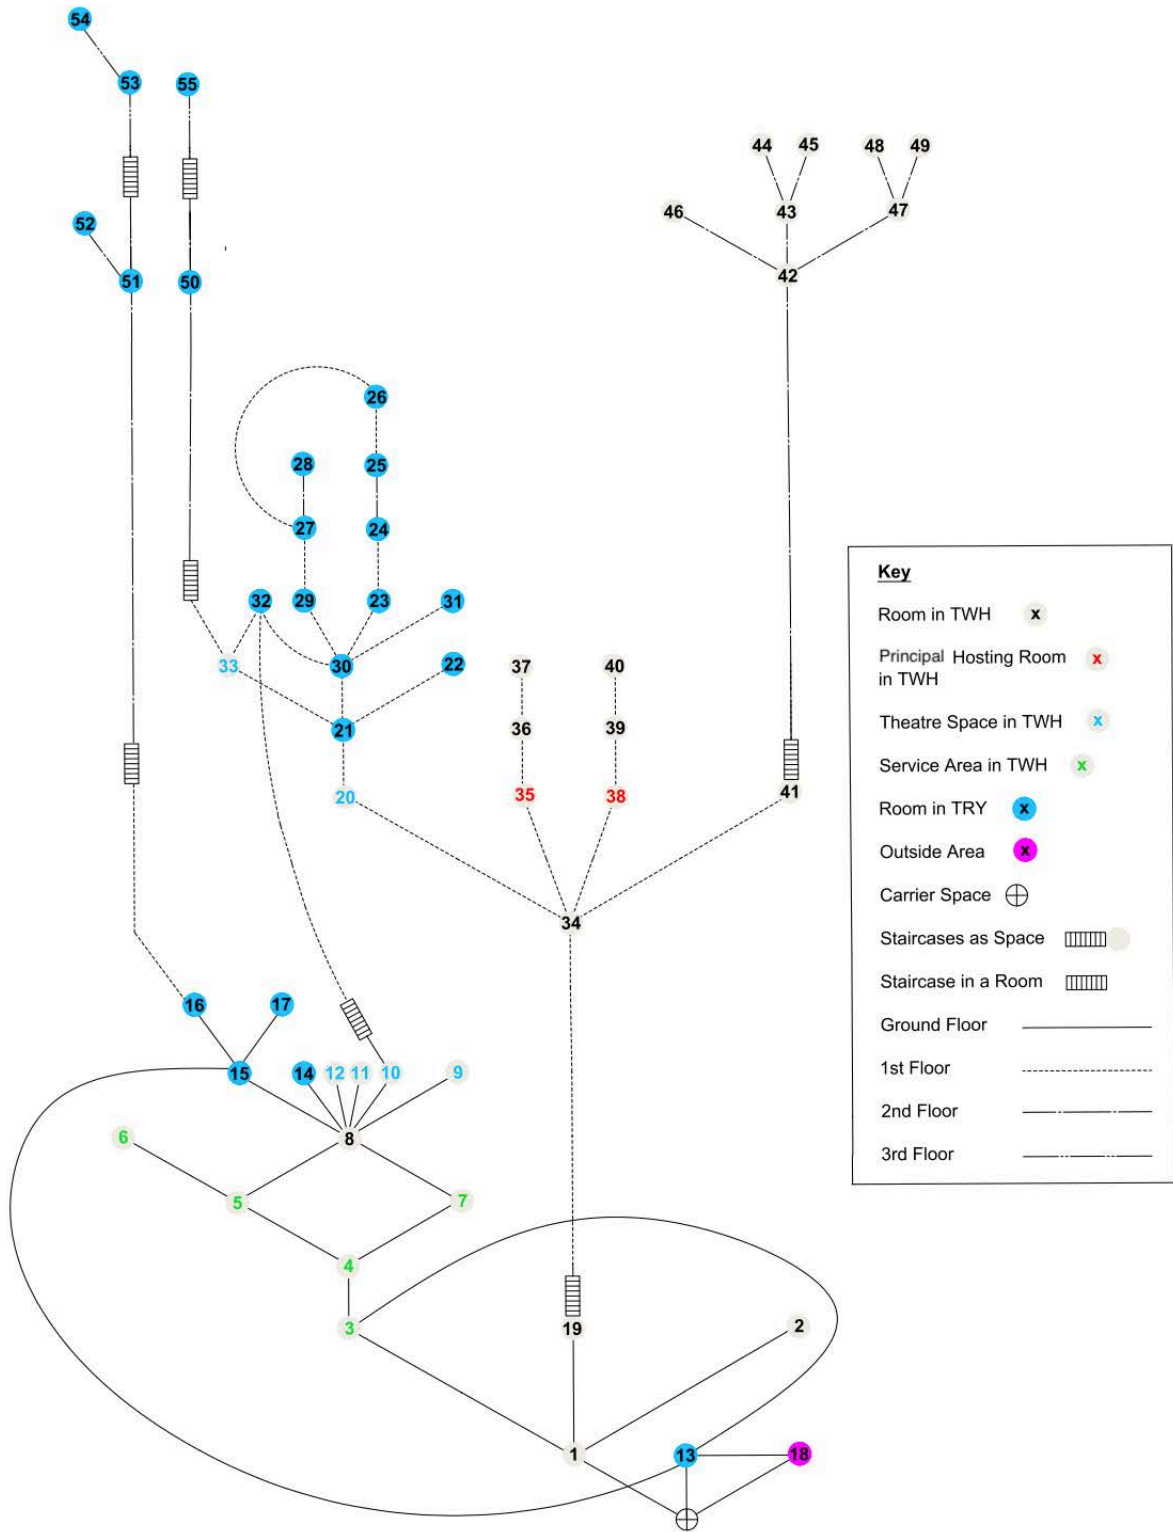 54
53 55
44 45 48 49
52 46 43 47
51 50 42
26
28 25
27 24
32 29 23 31
33 30 22 37 40
21 36 39
20 35 38 41
34
16 17
15 14 12 11 10 9
6 8
5 7
4
3 19 2
1 13 18
Key
Room in TWH x
Principal Hosting Room x
in TWH
Theatre Space in TWH x
Service Area in TWH x
Room in TRY x
Outside Area x
Carrier Space
Staircases as Space
Staircase in a Room
Ground Floor
1st Floor
2nd Floor
3rd Floor